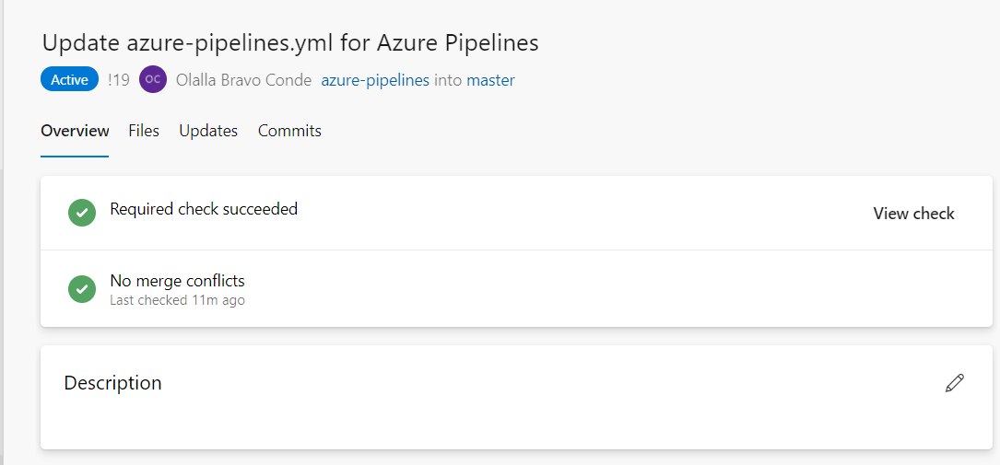 Update azure-pipelines.yml for Azure Pipelines
Active !19 OC Olalla Bravo Conde azure-pipelines into master
Overview Files Updates Commits
Required check succeeded View check
No merge conflicts
Last checked 11m ago
Description